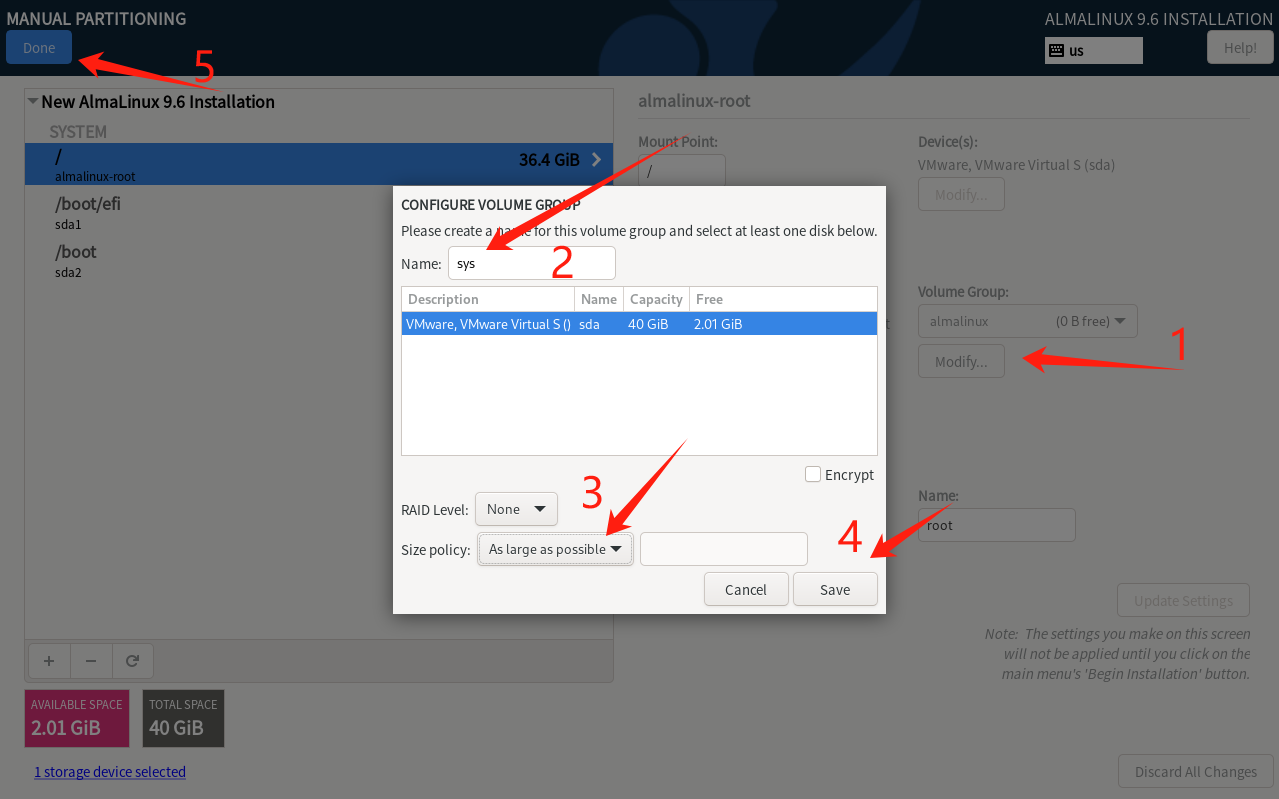 MANUAL PARTITIONING
ALMALINUX 9.6 INSTALLATION
Done
us
Help!
5
New AlmaLinux 9.6 Installation
SYSTEM
/
36.4 GiB
almalinux-root
/boot/efi
sda1
/boot
sda2
almalinux-root
Mount Point:
/
Device(s):
VMware, VMware Virtual S (sda)
Modify...
CONFIGURE VOLUME GROUP
Please create a name for this volume group and select at least one disk below.
Name:
sys
2
Description
Name
Capacity
Free
VMware, VMware Virtual S ()
sda
40 GiB
2.01 GiB
Volume Group:
almalinux
(0 B free)
Modify...
1
Encrypt
3
RAID Level:
None
Size policy:
As large as possible
4
Cancel
Save
Name:
root
Update Settings
Note: The settings you make on this screen
will not be applied until you click on the
main menu's 'Begin Installation' button.
AVAILABLE SPACE
2.01 GiB
TOTAL SPACE
40 GiB
1 storage device selected
Discard All Changes